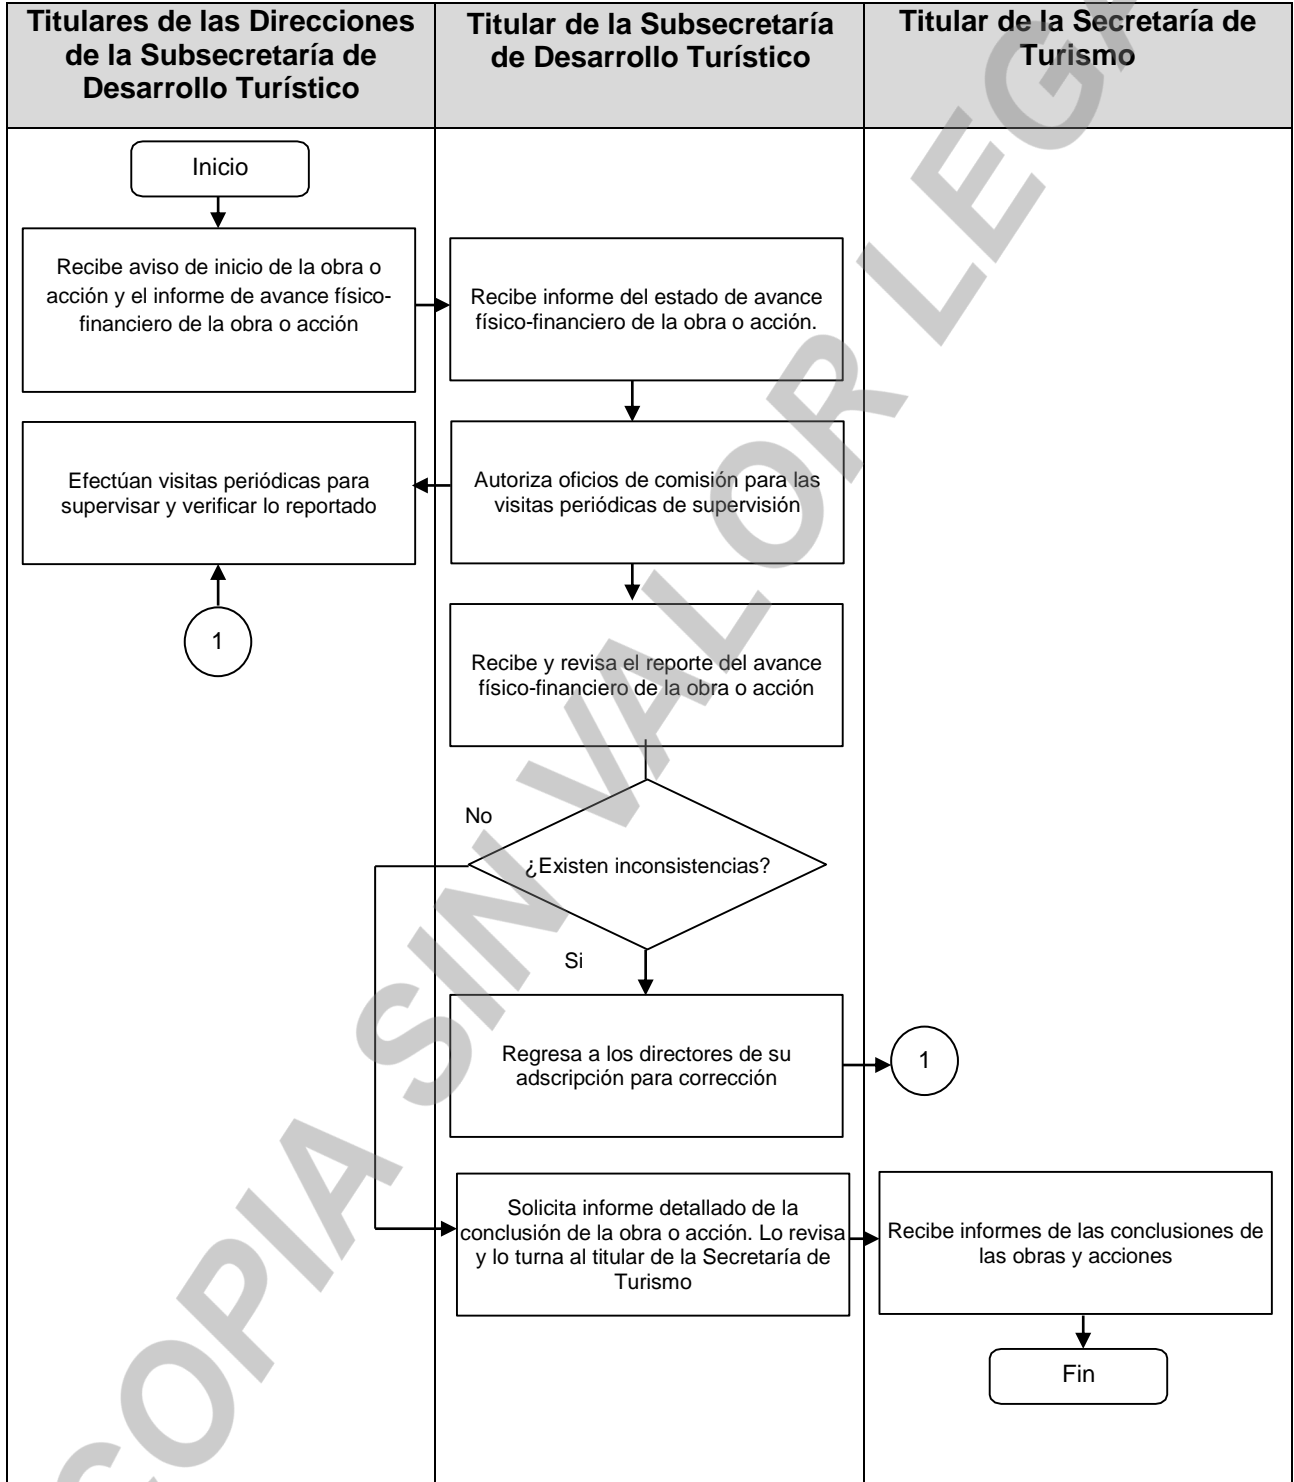 Titulares de las Direcciones
de la Subsecretaría de
Desarrollo Turístico
Titular de la Subsecretaría
de Desarrollo Turístico
Titular de la Secretaría de
Turismo
Inicio
Recibe aviso de inicio de la obra o
acción y el informe de avance físico-
financiero de la obra o acción
Recibe informe del estado de avance
físico-financiero de la obra o acción.
Efectúan visitas periódicas para
supervisar y verificar lo reportado
Autoriza oficios de comisión para las
visitas periódicas de supervisión
1
Recibe y revisa el reporte del avance
físico-financiero de la obra o acción
No
¿Existen inconsistencias?
Si
Regresa a los directores de su
adscripción para corrección
1
Solicita informe detallado de la
conclusión de la obra o acción. Lo revisa
y lo turna al titular de la Secretaría de
Turismo
Recibe informes de las conclusiones de
las obras y acciones
Fin
COPIA SIN VALOR LEGA